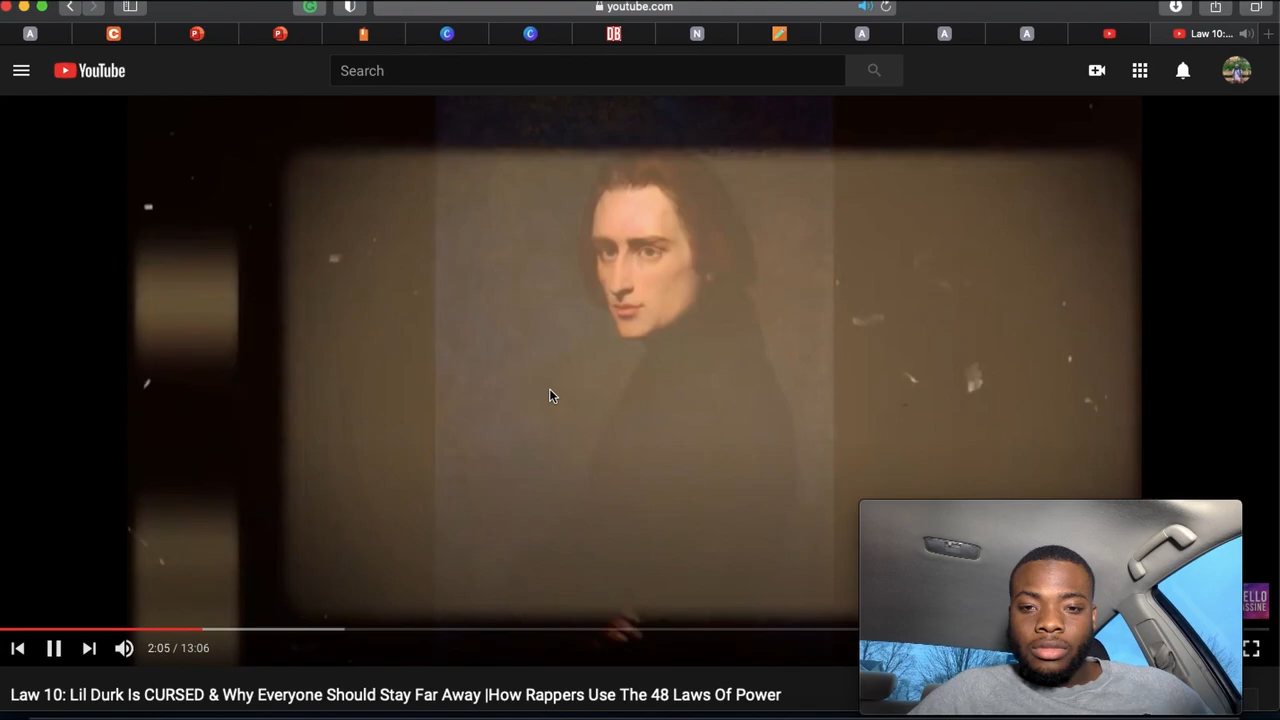 youtube.com
A
C
P
P
C
C
DB
N
A
A
A
Law 10:...
YouTube
Search
2:05 / 13:06
Law 10: Lil Durk Is CURSED & Why Everyone Should Stay Far Away |How Rappers Use The 48 Laws Of Power